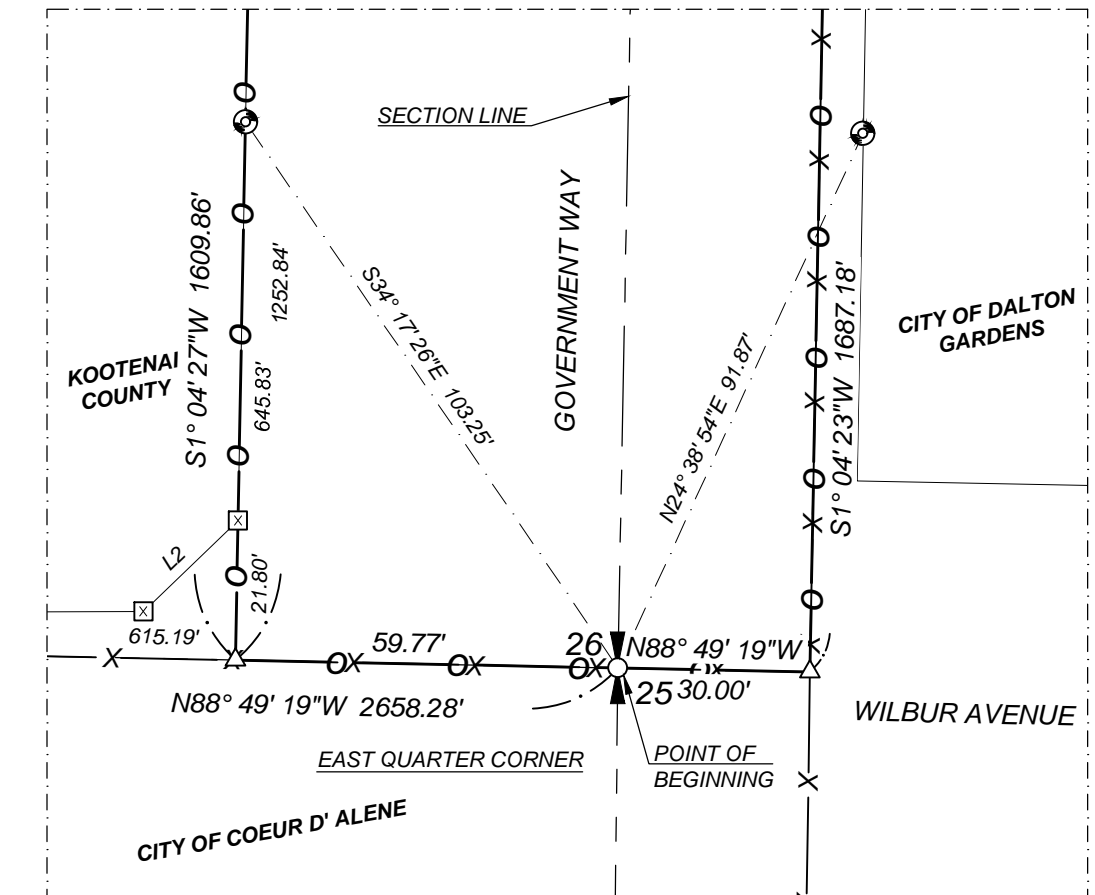 SECTION LINE
GOVERNMENT WAY
S1° 04' 27"W 1609.86'
1252.84'
645.83'
S34° 17' 26"E 103.25'
N24° 38' 54"E 91.87'
S1° 04' 23"W 1687.18'
CITY OF DALTON
GARDENS
KOOTENAI
COUNTY
L2
21.80'
615.19'
59.77'
26
N88° 49' 19"W
25
30.00'
N88° 49' 19"W 2658.28'
WILBUR AVENUE
EAST QUARTER CORNER
POINT OF
BEGINNING
CITY OF COEUR D' ALENE